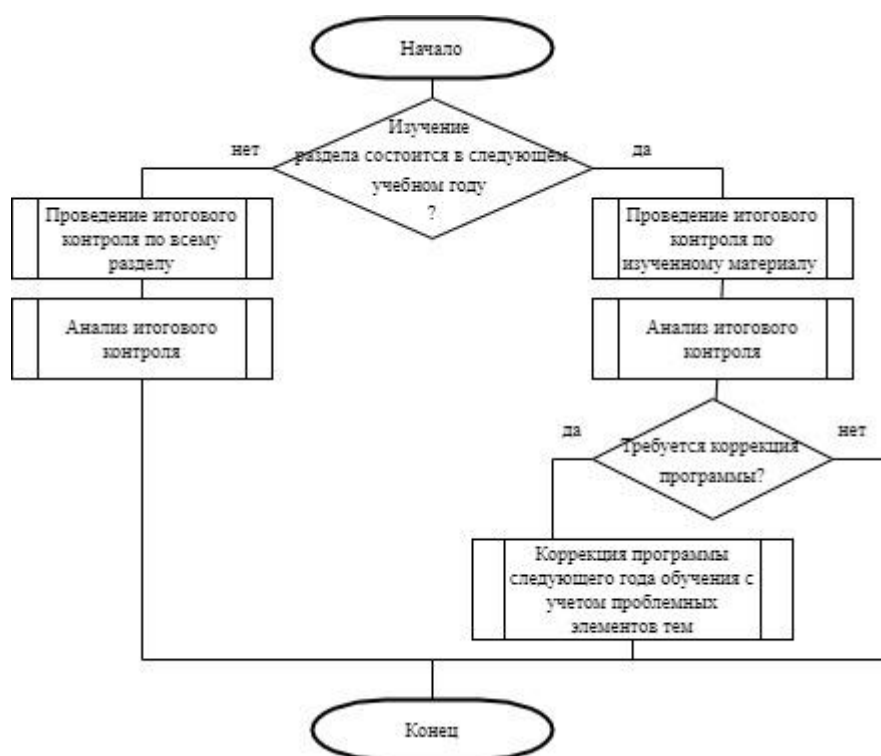 Начало
Изучение
раздела состоится в следующем
учебном году
?
нет
да
Проведение итогового
контроля по всему
разделу
Проведение итогового
контроля по
изученному материалу
Анализ итогового
контроля
Анализ итогового
контроля
да
Требуется коррекция
программы?
нет
Коррекция программы
следующего года обучения с
учетом проблемных
элементов тем
Конец